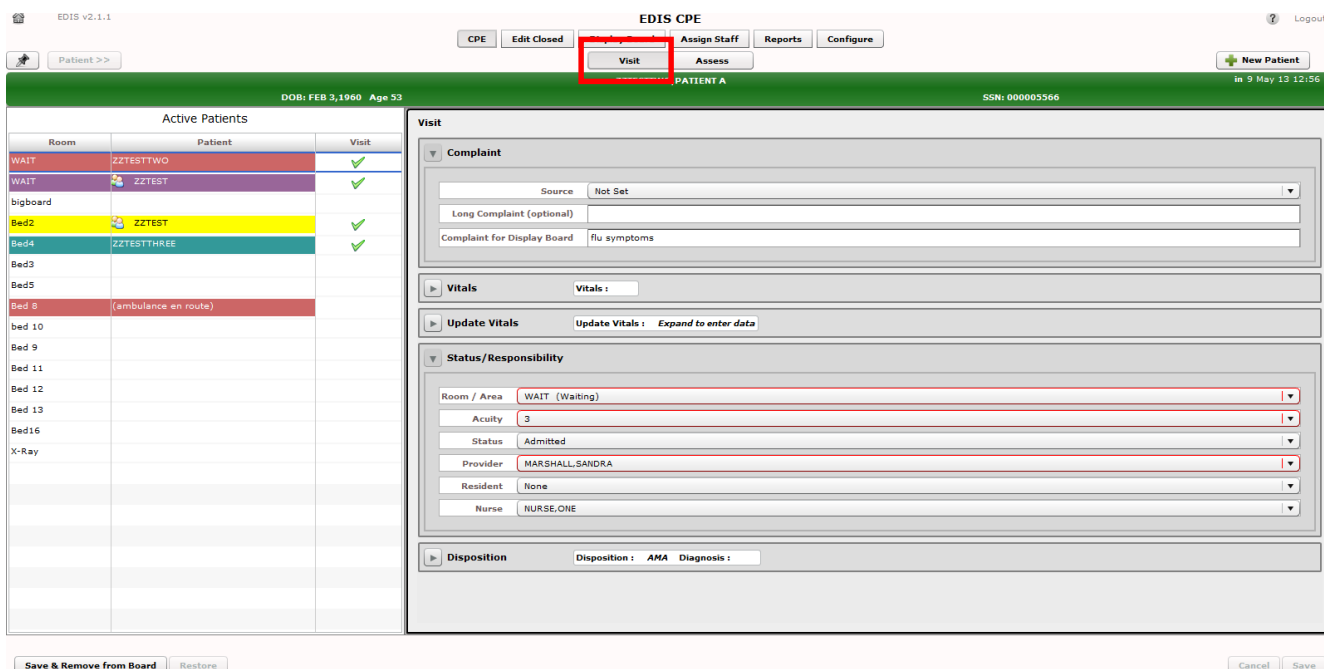 EDIS v2.1.1 EDIS CPE ? Logout
CPE Edit Closed Assign Staff Reports Configure
Patient >> Visit Assess New Patient
PATIENT A in 9 May 13 12:56
DOB: FEB 3,1960 Age 53 SSN: 000005566
Active Patients
Room Patient Visit
WAIT ZZTESTTWO
WAIT ZZTEST
bigboard
Bed2 ZZTEST
Bed4 ZZTESTTHREE
Bed3
Bed5
Bed 8 (ambulance en route)
bed 10
Bed 9
Bed 11
Bed 12
Bed 13
Bed16
X-Ray
Visit
Complaint
Source Not Set
Long Complaint (optional)
Complaint for Display Board flu symptoms
Vitals Vitals :
Update Vitals Update Vitals : Expand to enter data
Status/Responsibility
Room / Area WAIT (Waiting)
Acuity 3
Status Admitted
Provider MARSHALL,SANDRA
Resident None
Nurse NURSE,ONE
Disposition Disposition : AMA Diagnosis :
Save & Remove from Board Restore Cancel Save